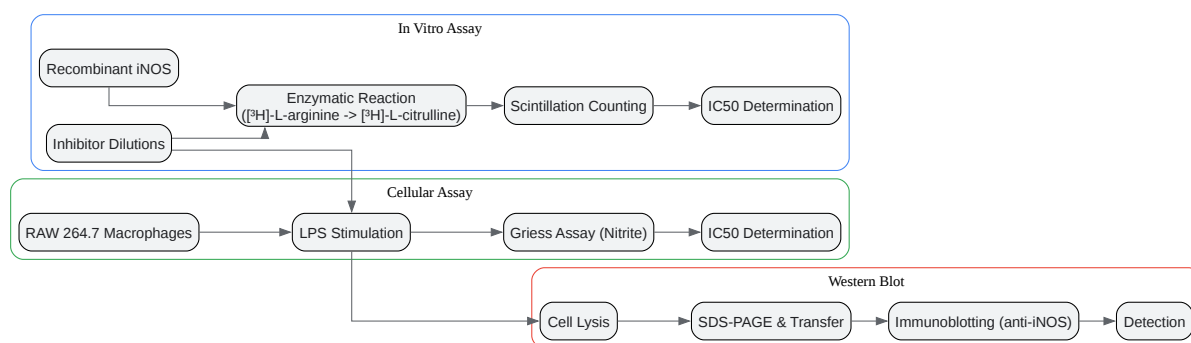 In Vitro Assay
Recombinant iNOS
Enzymatic Reaction
([³H]-L-arginine -> [³H]-L-citrulline)
Scintillation Counting
IC50 Determination
Inhibitor Dilutions
Cellular Assay
RAW 264.7 Macrophages
LPS Stimulation
Griess Assay (Nitrite)
IC50 Determination
Western Blot
Cell Lysis
SDS-PAGE & Transfer
Immunoblotting (anti-iNOS)
Detection